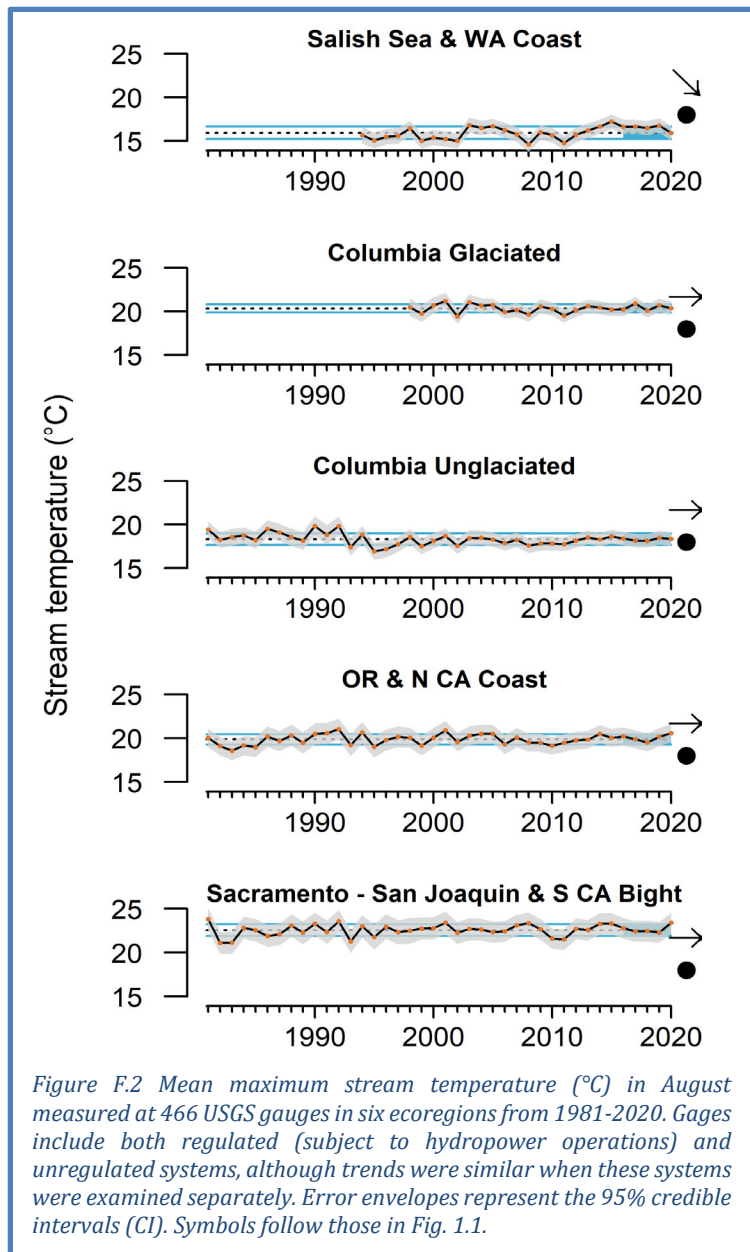 Salish Sea & WA Coast
25
20
15
1990 2000 2010 2020
Columbia Glaciated
25
20
15
1990 2000 2010 2020
Stream temperature (°C)
Columbia Unglaciated
25
20
15
1990 2000 2010 2020
OR & N CA Coast
25
20
15
1990 2000 2010 2020
Sacramento - San Joaquin & S CA Bight
25
20
15
1990 2000 2010 2020
Figure F.2 Mean maximum stream temperature (°C) in August
measured at 466 USGS gauges in six ecoregions from 1981-2020. Gages
include both regulated (subject to hydropower operations) and
unregulated systems, although trends were similar when these systems
were examined separately. Error envelopes represent the 95% credible
intervals (CI). Symbols follow those in Fig. 1.1.